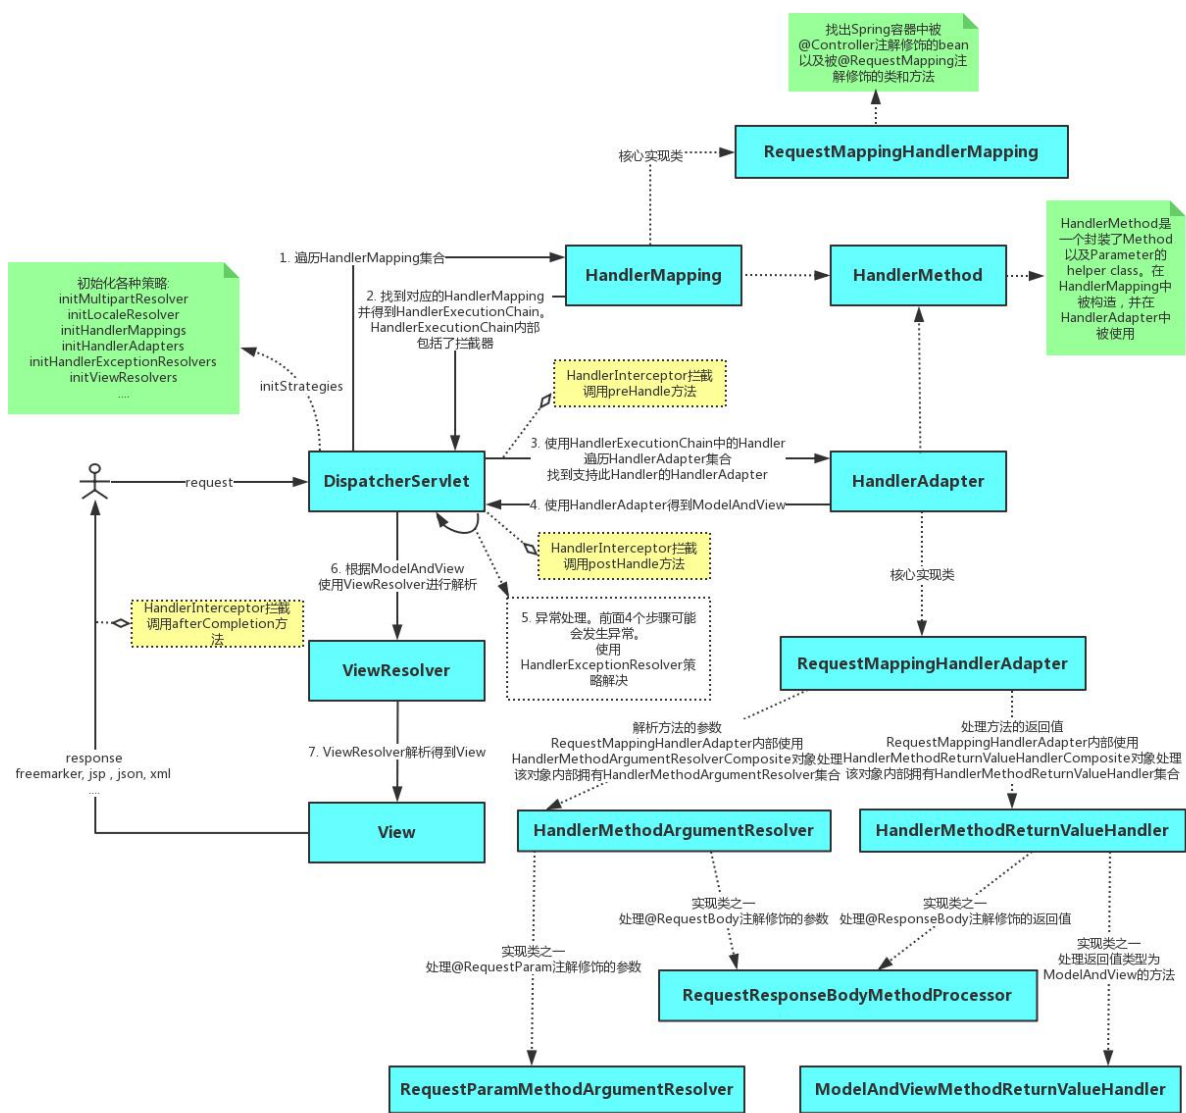 找出Spring容器中被
@Controller注解修饰的bean
以及被@RequestMapping注
解修饰的类和方法
RequestMappingHandlerMapping
核心实现类
HandlerMethod是
一个封装了Method
以及Parameter的
helper class。在
HandlerMapping中
被构造，并在
HandlerAdapter中
被使用
1. 遍历HandlerMapping集合
HandlerMapping
HandlerMethod
初始化各种策略:
initMultipartResolver
initLocaleResolver
initHandlerMappings
initHandlerAdapters
initHandlerExceptionResolvers
initViewResolvers
....
2. 找到对应的HandlerMapping
并得到HandlerExecutionChain。
HandlerExecutionChain内部
包括了拦截器
initStrategies
HandlerInterceptor拦截
调用preHandle方法
3. 使用HandlerExecutionChain中的Handler
遍历HandlerAdapter集合
找到支持此Handler的HandlerAdapter
request
DispatcherServlet
HandlerAdapter
4. 使用HandlerAdapter得到ModelAndView
HandlerInterceptor拦截
调用postHandle方法
6. 根据ModelAndView
使用ViewResolver进行解析
核心实现类
HandlerInterceptor拦截
调用afterCompletion方
法
5. 异常处理。前面4个步骤可能
会发生异常。
使用
HandlerExceptionResolver策
略解决
ViewResolver
RequestMappingHandlerAdapter
解析方法的参数
RequestMappingHandlerAdapter内部使用
HandlerMethodArgumentResolverComposite对象处理
该对象内部拥有HandlerMethodArgumentResolver集合
处理方法的返回值
RequestMappingHandlerAdapter内部使用
HandlerMethodReturnValueHandlerComposite对象处理
该对象内部拥有HandlerMethodReturnValueHandler集合
7. ViewResolver解析得到View
response
freemarker, jsp , json, xml
....
View
HandlerMethodArgumentResolver
HandlerMethodReturnValueHandler
实现类之一
处理@RequestBody注解修饰的参数
实现类之一
处理@ResponseBody注解修饰的返回值
实现类之一
处理@RequestParam注解修饰的参数
实现类之一
处理返回值类型为
ModelAndView的方法
RequestResponseBodyMethodProcessor
RequestParamMethodArgumentResolver
ModelAndViewMethodReturnValueHandler